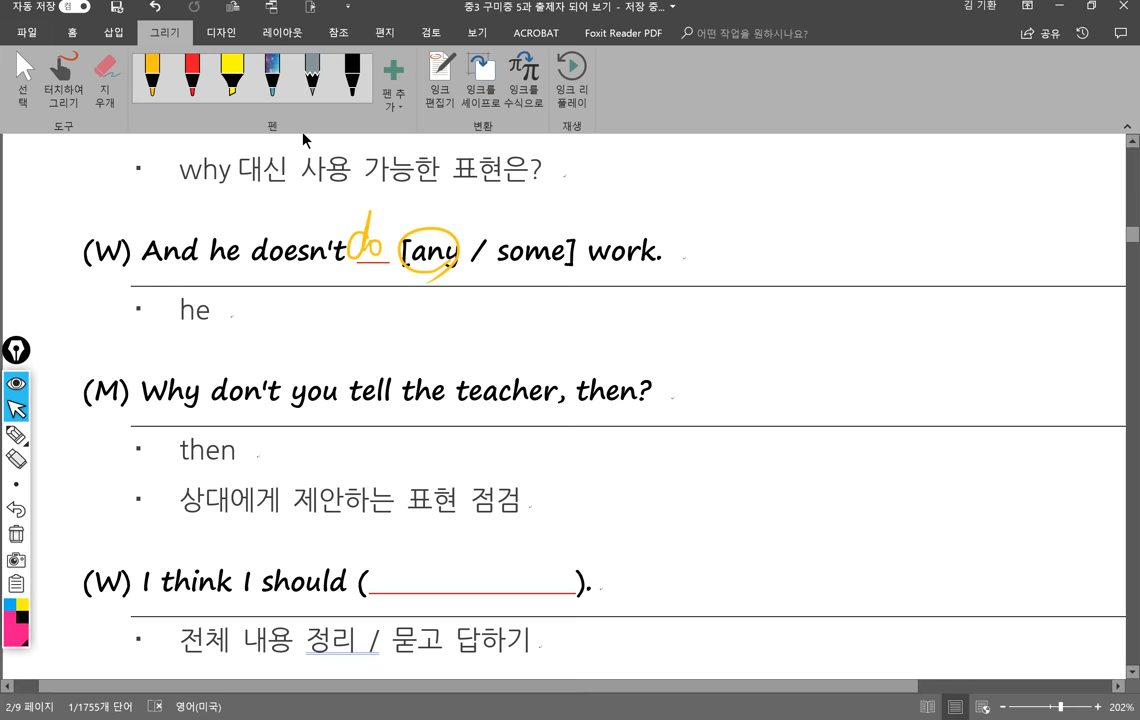 자동 저장 켬 중3 구미중 5과 출제자 되어 보기 - 저장 중... 김 기환
파일 홈 삽입 그리기 디자인 레이아웃 참조 편지 검토 보기 ACROBAT Foxit Reader PDF 어떤 작업을 원하시나요? 공유
선택 터치하여 그리기 지우개 펜 추가 잉크 편집기 잉크를 셰이프로 잉크를 수식으로 잉크 리플레이
도구 펜 변환 재생
· why 대신 사용 가능한 표현은?
(W) And he doesn't do [any / some] work.
· he
(M) Why don't you tell the teacher, then?
· then
· 상대에게 제안하는 표현 점검
(W) I think I should (__________).
· 전체 내용 정리 / 묻고 답하기
2/9 페이지 1/1755개 단어 영어(미국) 202%